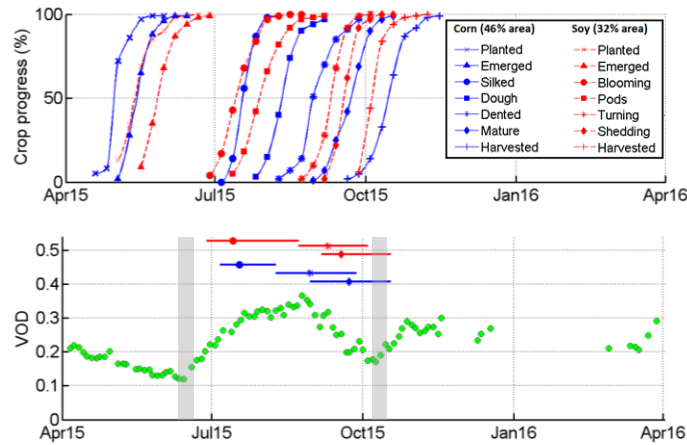 100
50
0
Crop progress (%)
Apr15
Jul15
Oct15
Jan16
Apr16
Corn (46% area)
Soy (32% area)
Planted
Planted
Emerged
Emerged
Silked
Blooming
Dough
Pods
Dented
Turning
Mature
Shedding
Harvested
Harvested
0.5
0.4
0.3
0.2
0.1
0
VOD
Apr15
Jul15
Oct15
Jan16
Apr16